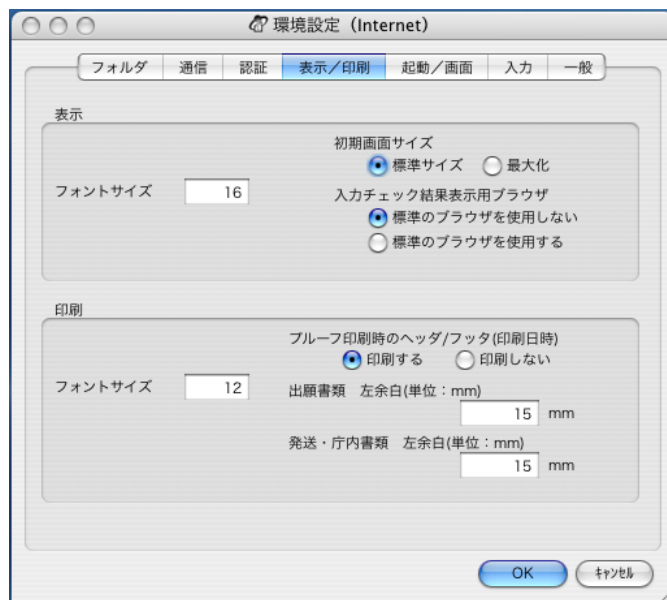 環境設定（Internet）
フォルダ 通信 認証 表示／印刷 起動／画面 入力 一般
表示
初期画面サイズ
標準サイズ 最大化
フォントサイズ 16
入力チェック結果表示用ブラウザ
標準のブラウザを使用しない
標準のブラウザを使用する
印刷
プルーフ印刷時のヘッダ/フッタ(印刷日時)
印刷する 印刷しない
フォントサイズ 12
出願書類 左余白(単位：mm)
15 mm
発送・庁内書類 左余白(単位：mm)
15 mm
OK ｷｬﾝｾﾙ